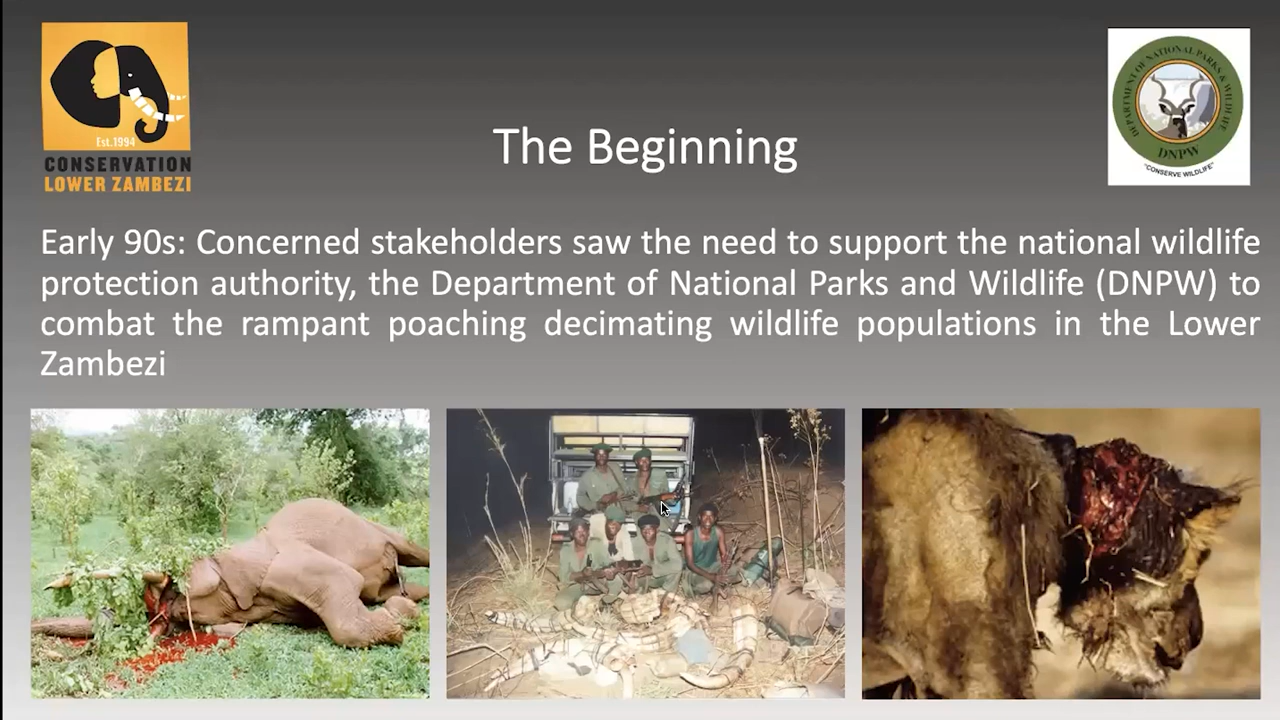 Est.1994
CONSERVATION
LOWER ZAMBEZI
DEPARTMENT OF NATIONAL PARKS & WILDLIFE
DNPW
"CONSERVE WILDLIFE"
The Beginning
Early 90s: Concerned stakeholders saw the need to support the national wildlife
protection authority, the Department of National Parks and Wildlife (DNPW) to
combat the rampant poaching decimating wildlife populations in the Lower
Zambezi